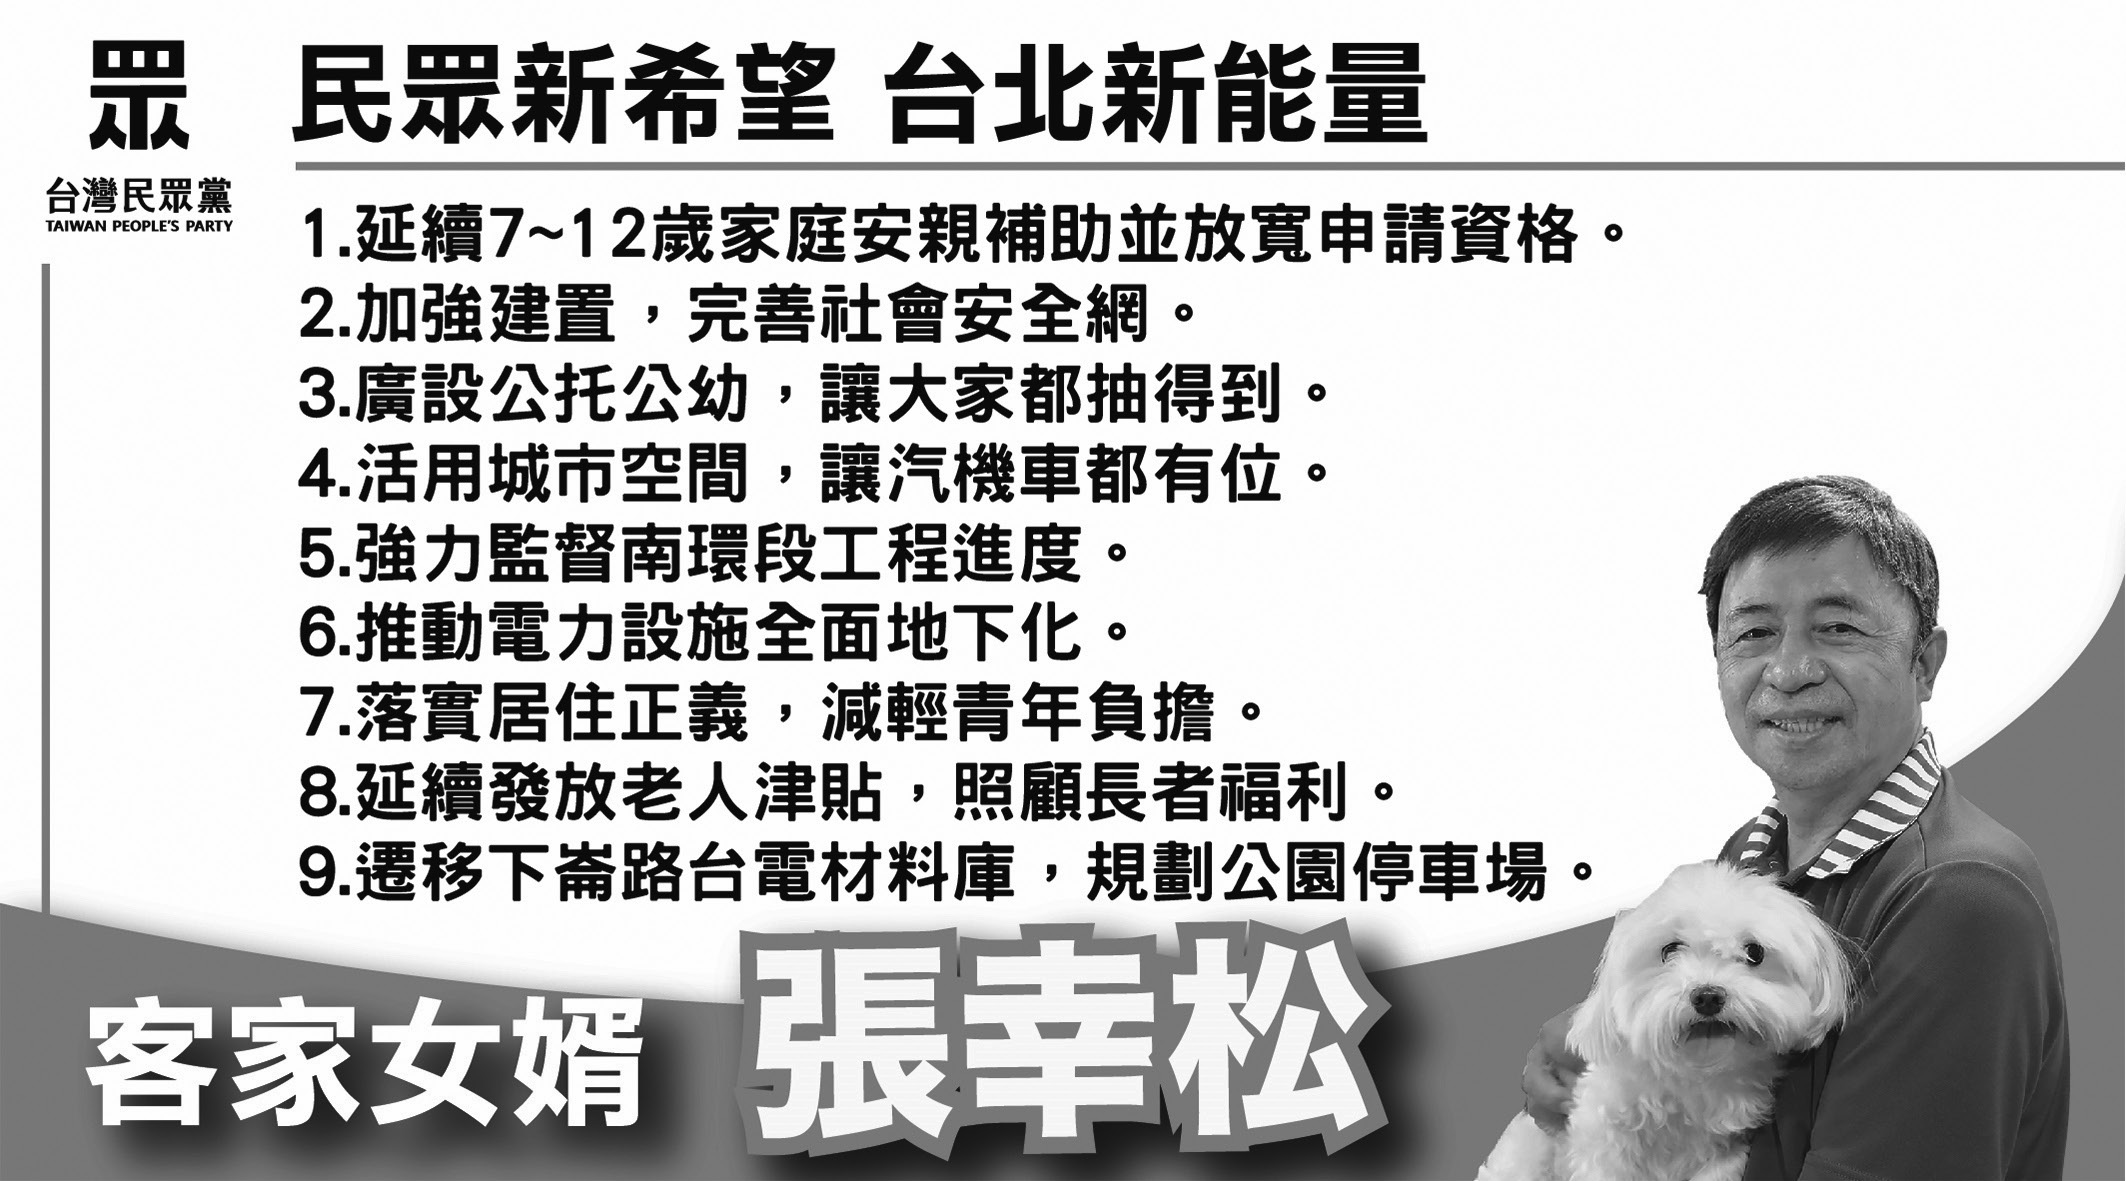 眾
台灣民眾黨
TAIWAN PEOPLE'S PARTY
民眾新希望 台北新能量
1.延續7~12歲家庭安親補助並放寬申請資格。
2.加強建置，完善社會安全網。
3.廣設公托公幼，讓大家都抽得到。
4.活用城市空間，讓汽機車都有位。
5.強力監督南環段工程進度。
6.推動電力設施全面地下化。
7.落實居住正義，減輕青年負擔。
8.延續發放老人津貼，照顧長者福利。
9.遷移下崙路台電材料庫，規劃公園停車場。
客家女婿 張幸松